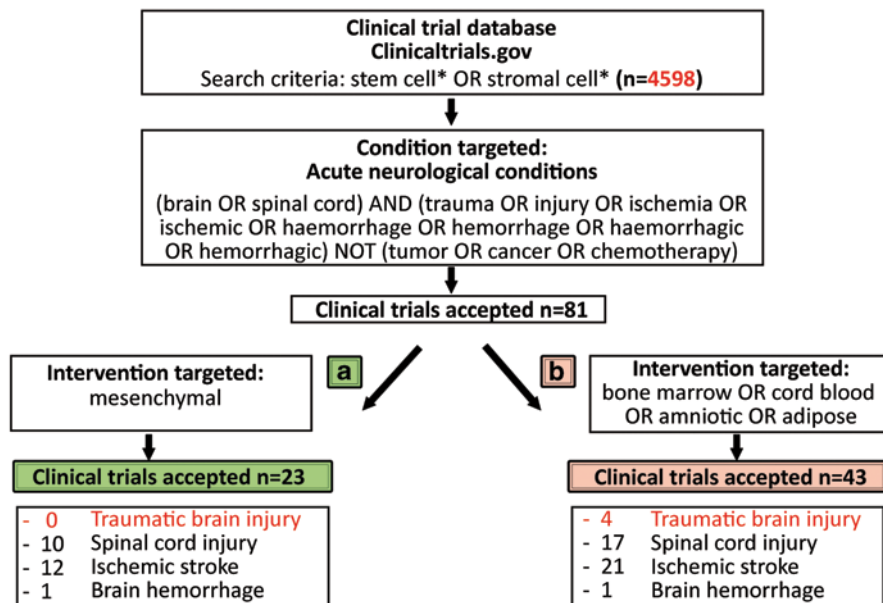 Clinical trial database
Clinicaltrials.gov
Search criteria: stem cell* OR stromal cell* (n=4598)
Condition targeted:
Acute neurological conditions
(brain OR spinal cord) AND (trauma OR injury OR ischemia OR
ischemic OR haemorrhage OR hemorrhage OR haemorrhagic
OR hemorrhagic) NOT (tumor OR cancer OR chemotherapy)
Clinical trials accepted n=81
a
Intervention targeted:
mesenchymal
Clinical trials accepted n=23
- 0 Traumatic brain injury
- 10 Spinal cord injury
- 12 Ischemic stroke
- 1 Brain hemorrhage
b
Intervention targeted:
bone marrow OR cord blood
OR amniotic OR adipose
Clinical trials accepted n=43
- 4 Traumatic brain injury
- 17 Spinal cord injury
- 21 Ischemic stroke
- 1 Brain hemorrhage